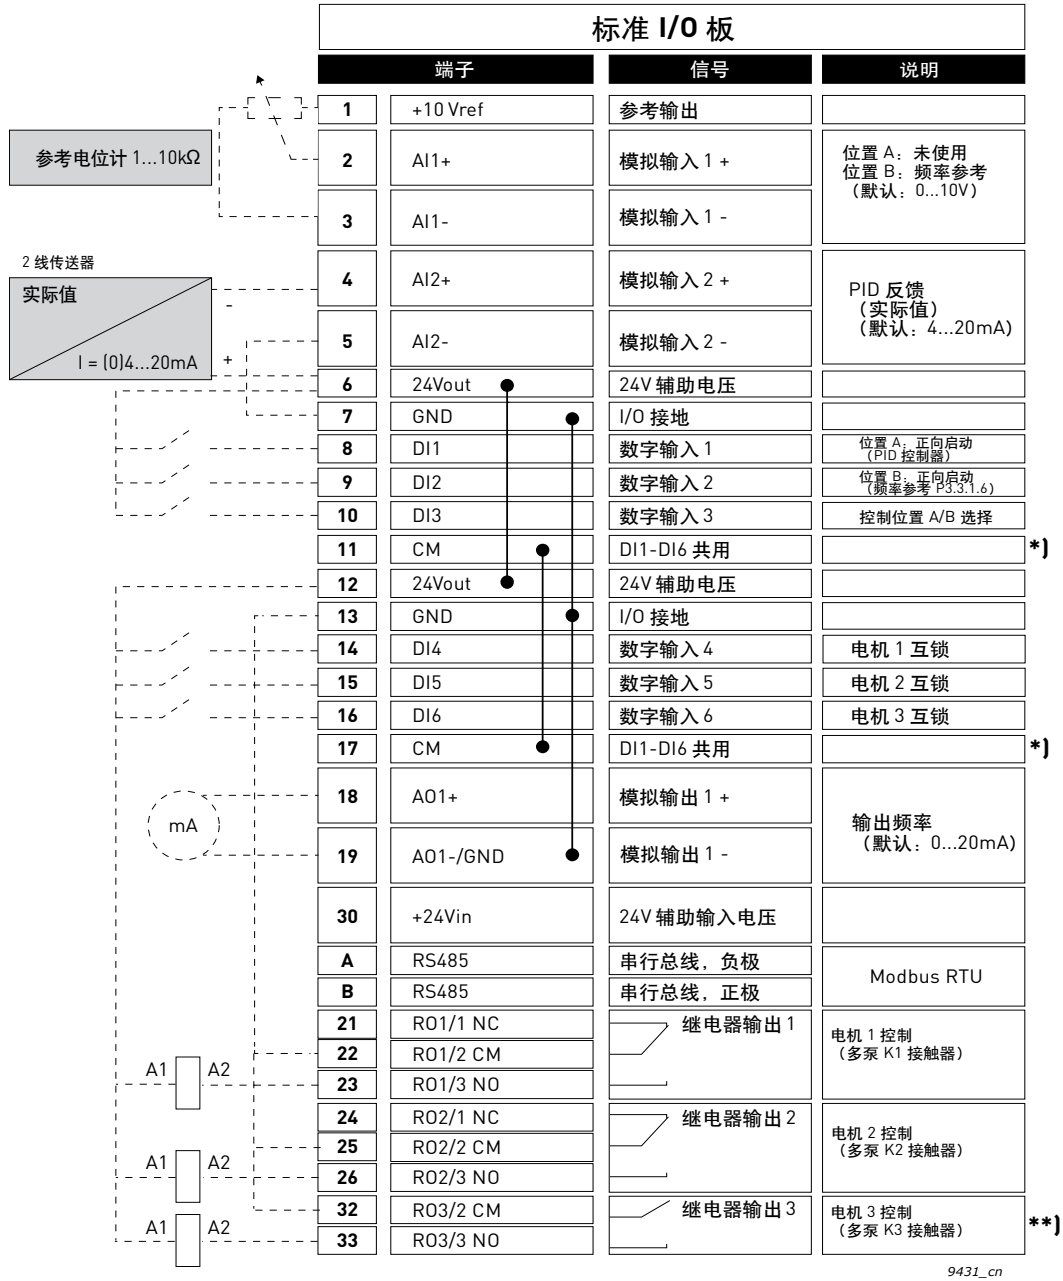 标准 I/O 板
端子 信号 说明
1 +10 Vref 参考输出
参考电位计 1...10kΩ
2 AI1+ 模拟输入 1 +
位置 A：未使用
位置 B：频率参考
（默认：0...10V）
3 AI1- 模拟输入 1 -
2 线传送器
实际值
-
I = (0)4...20mA
+
4 AI2+ 模拟输入 2 +
PID 反馈
（实际值）
（默认：4...20mA)
5 AI2- 模拟输入 2 -
6 24Vout 24V 辅助电压
7 GND I/O 接地
8 DI1 数字输入 1
位置 A：正向启动
（PID 控制器）
9 DI2 数字输入 2
位置 B：正向启动
（频率参考 P3.3.1.6）
10 DI3 数字输入 3 控制位置 A/B 选择
11 CM DI1-DI6 共用 *)
12 24Vout 24V 辅助电压
13 GND I/O 接地
14 DI4 数字输入 4 电机 1 互锁
15 DI5 数字输入 5 电机 2 互锁
16 DI6 数字输入 6 电机 3 互锁
17 CM DI1-DI6 共用 *)
mA
18 AO1+ 模拟输出 1 +
输出频率
（默认：0...20mA)
19 AO1-/GND 模拟输出 1 -
30 +24Vin 24V 辅助输入电压
A RS485 串行总线，负极
Modbus RTU
B RS485 串行总线，正极
21 RO1/1 NC 继电器输出 1
电机 1 控制
（多泵 K1 接触器）
22 RO1/2 CM
A1 A2
23 RO1/3 NO
24 RO2/1 NC 继电器输出 2
电机 2 控制
（多泵 K2 接触器）
25 RO2/2 CM
A1 A2
26 RO2/3 NO
32 RO3/2 CM 继电器输出 3
电机 3 控制
（多泵 K3 接触器）
**)
A1 A2
33 RO3/3 NO
9431_cn